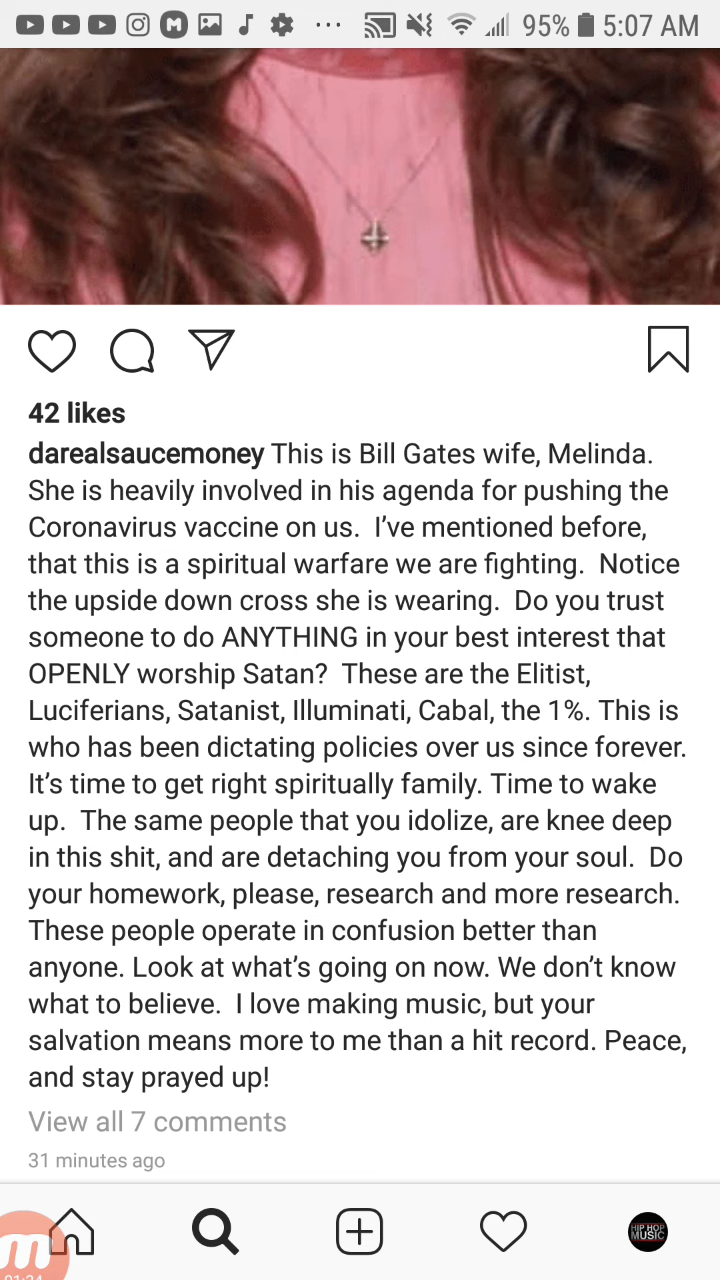 95% 5:07 AM
42 likes
darealsaucemoney This is Bill Gates wife, Melinda.
She is heavily involved in his agenda for pushing the
Coronavirus vaccine on us.  I've mentioned before,
that this is a spiritual warfare we are fighting.  Notice
the upside down cross she is wearing.  Do you trust
someone to do ANYTHING in your best interest that
OPENLY worship Satan?  These are the Elitist,
Luciferians, Satanist, Illuminati, Cabal, the 1%. This is
who has been dictating policies over us since forever.
It's time to get right spiritually family. Time to wake
up.  The same people that you idolize, are knee deep
in this shit, and are detaching you from your soul.  Do
your homework, please, research and more research.
These people operate in confusion better than
anyone. Look at what's going on now. We don't know
what to believe.  I love making music, but your
salvation means more to me than a hit record. Peace,
and stay prayed up!
View all 7 comments
31 minutes ago
HIP HOP
MUSIC
m
01:24